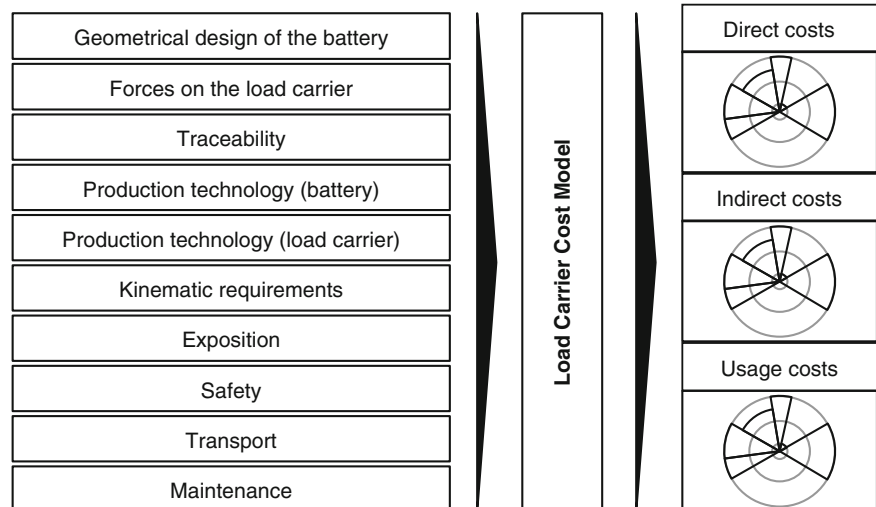 Geometrical design of the battery
Forces on the load carrier
Traceability
Production technology (battery)
Production technology (load carrier)
Kinematic requirements
Exposition
Safety
Transport
Maintenance
Load Carrier Cost Model
Direct costs
Indirect costs
Usage costs